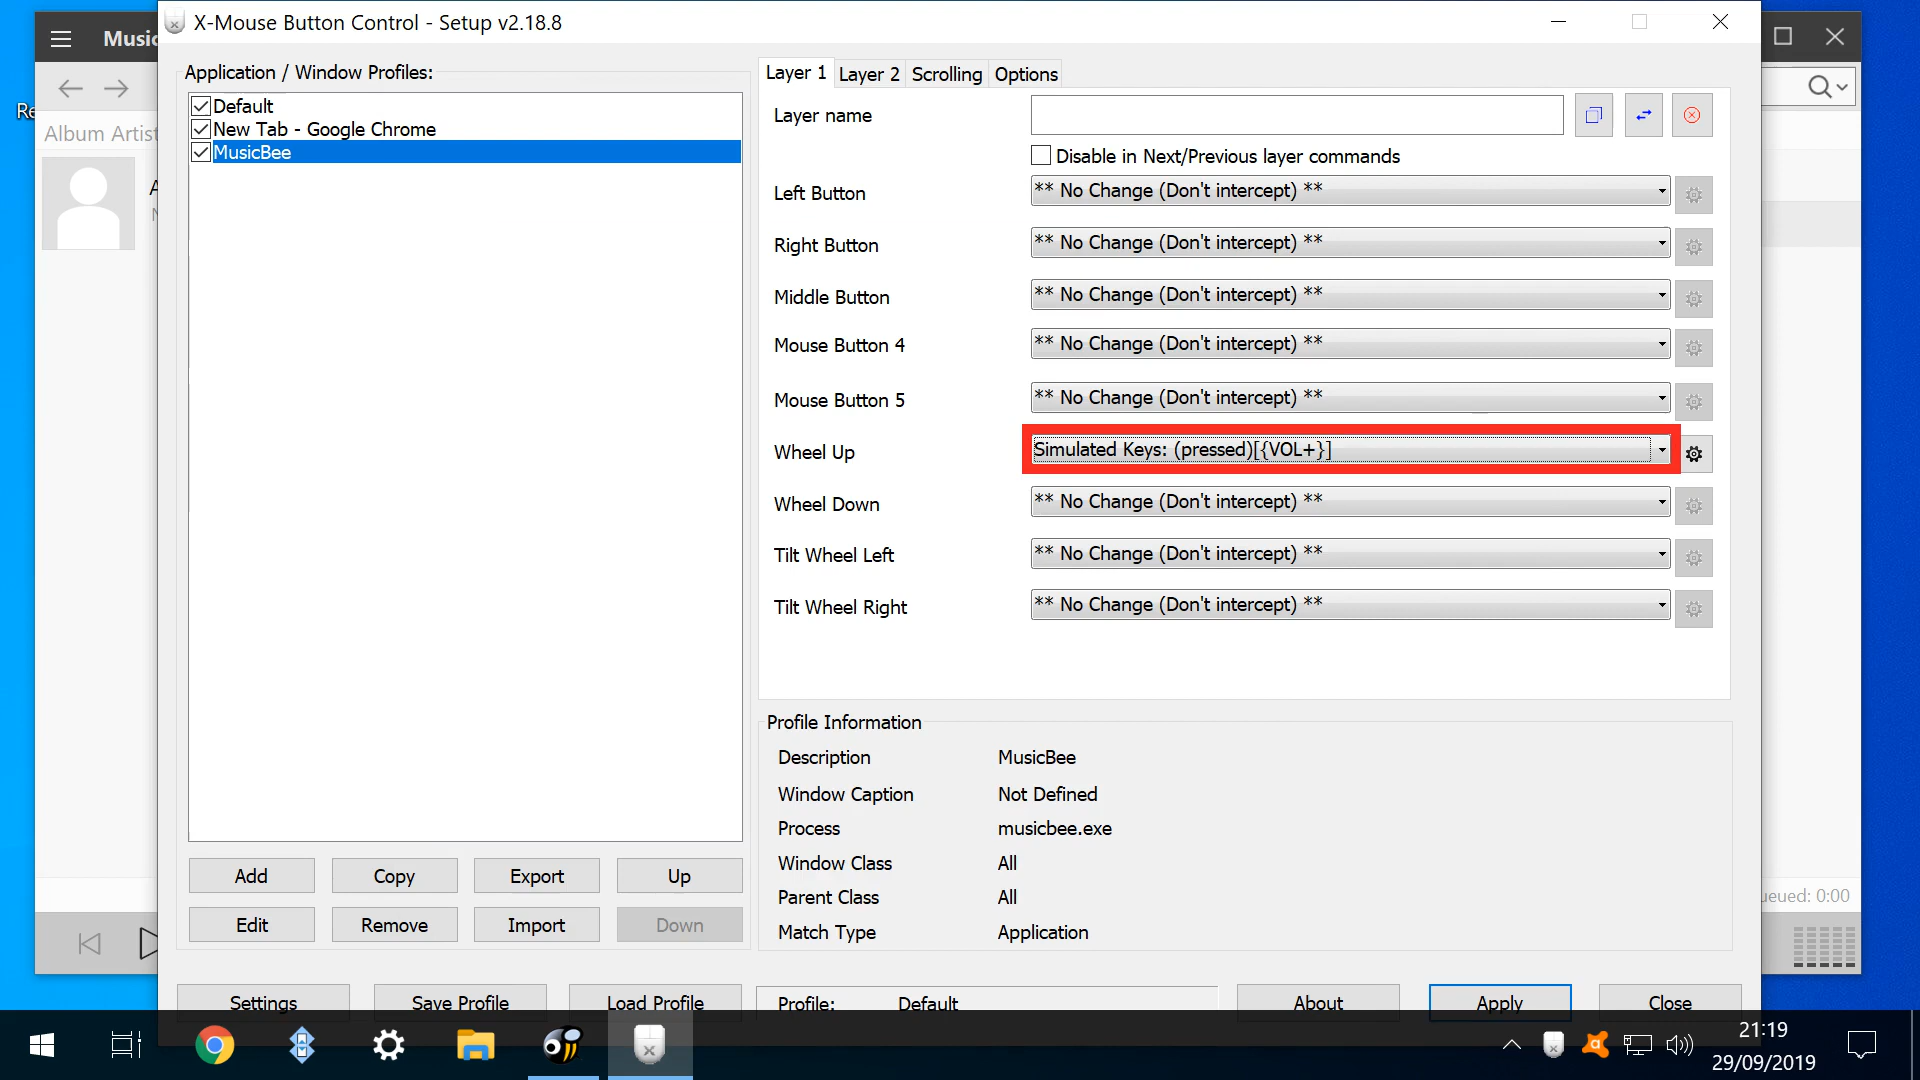 X-Mouse Button Control - Setup v2.18.8
Music
Re
Album Artist
Application / Window Profiles:
Default
New Tab - Google Chrome
MusicBee
Add
Copy
Export
Up
Edit
Remove
Import
Down
Layer 1
Layer 2
Scrolling
Options
Layer name
Disable in Next/Previous layer commands
Left Button
** No Change (Don't intercept) **
Right Button
** No Change (Don't intercept) **
Middle Button
** No Change (Don't intercept) **
Mouse Button 4
** No Change (Don't intercept) **
Mouse Button 5
** No Change (Don't intercept) **
Wheel Up
Simulated Keys: (pressed)[{VOL+}]
Wheel Down
** No Change (Don't intercept) **
Tilt Wheel Left
** No Change (Don't intercept) **
Tilt Wheel Right
** No Change (Don't intercept) **
Profile Information
Description
MusicBee
Window Caption
Not Defined
Process
musicbee.exe
Window Class
All
Parent Class
All
Match Type
Application
ueued: 0:00
Settings
Save Profile
Load Profile
Profile:
Default
About
Apply
Close
21:19
29/09/2019